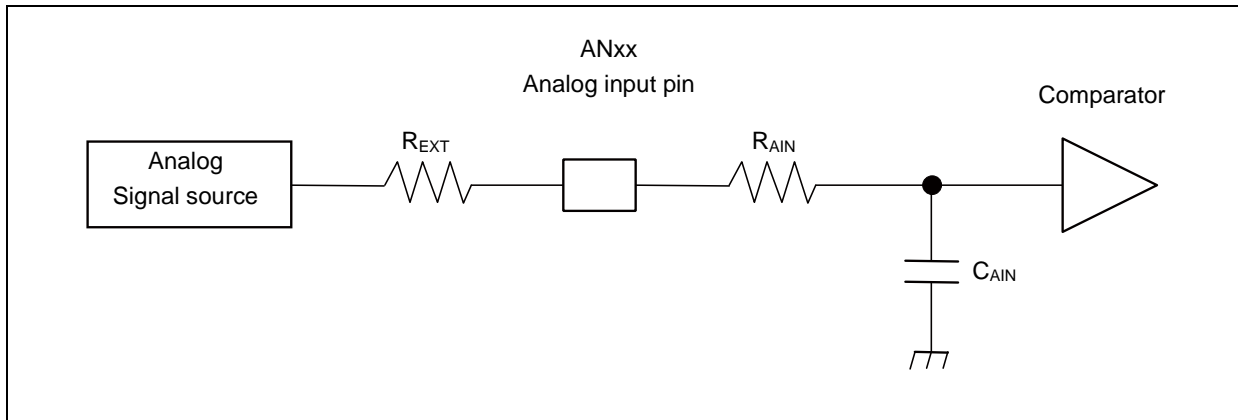 ANxx
Analog input pin
Comparator
REXT
RAIN
Analog
Signal source
CAIN